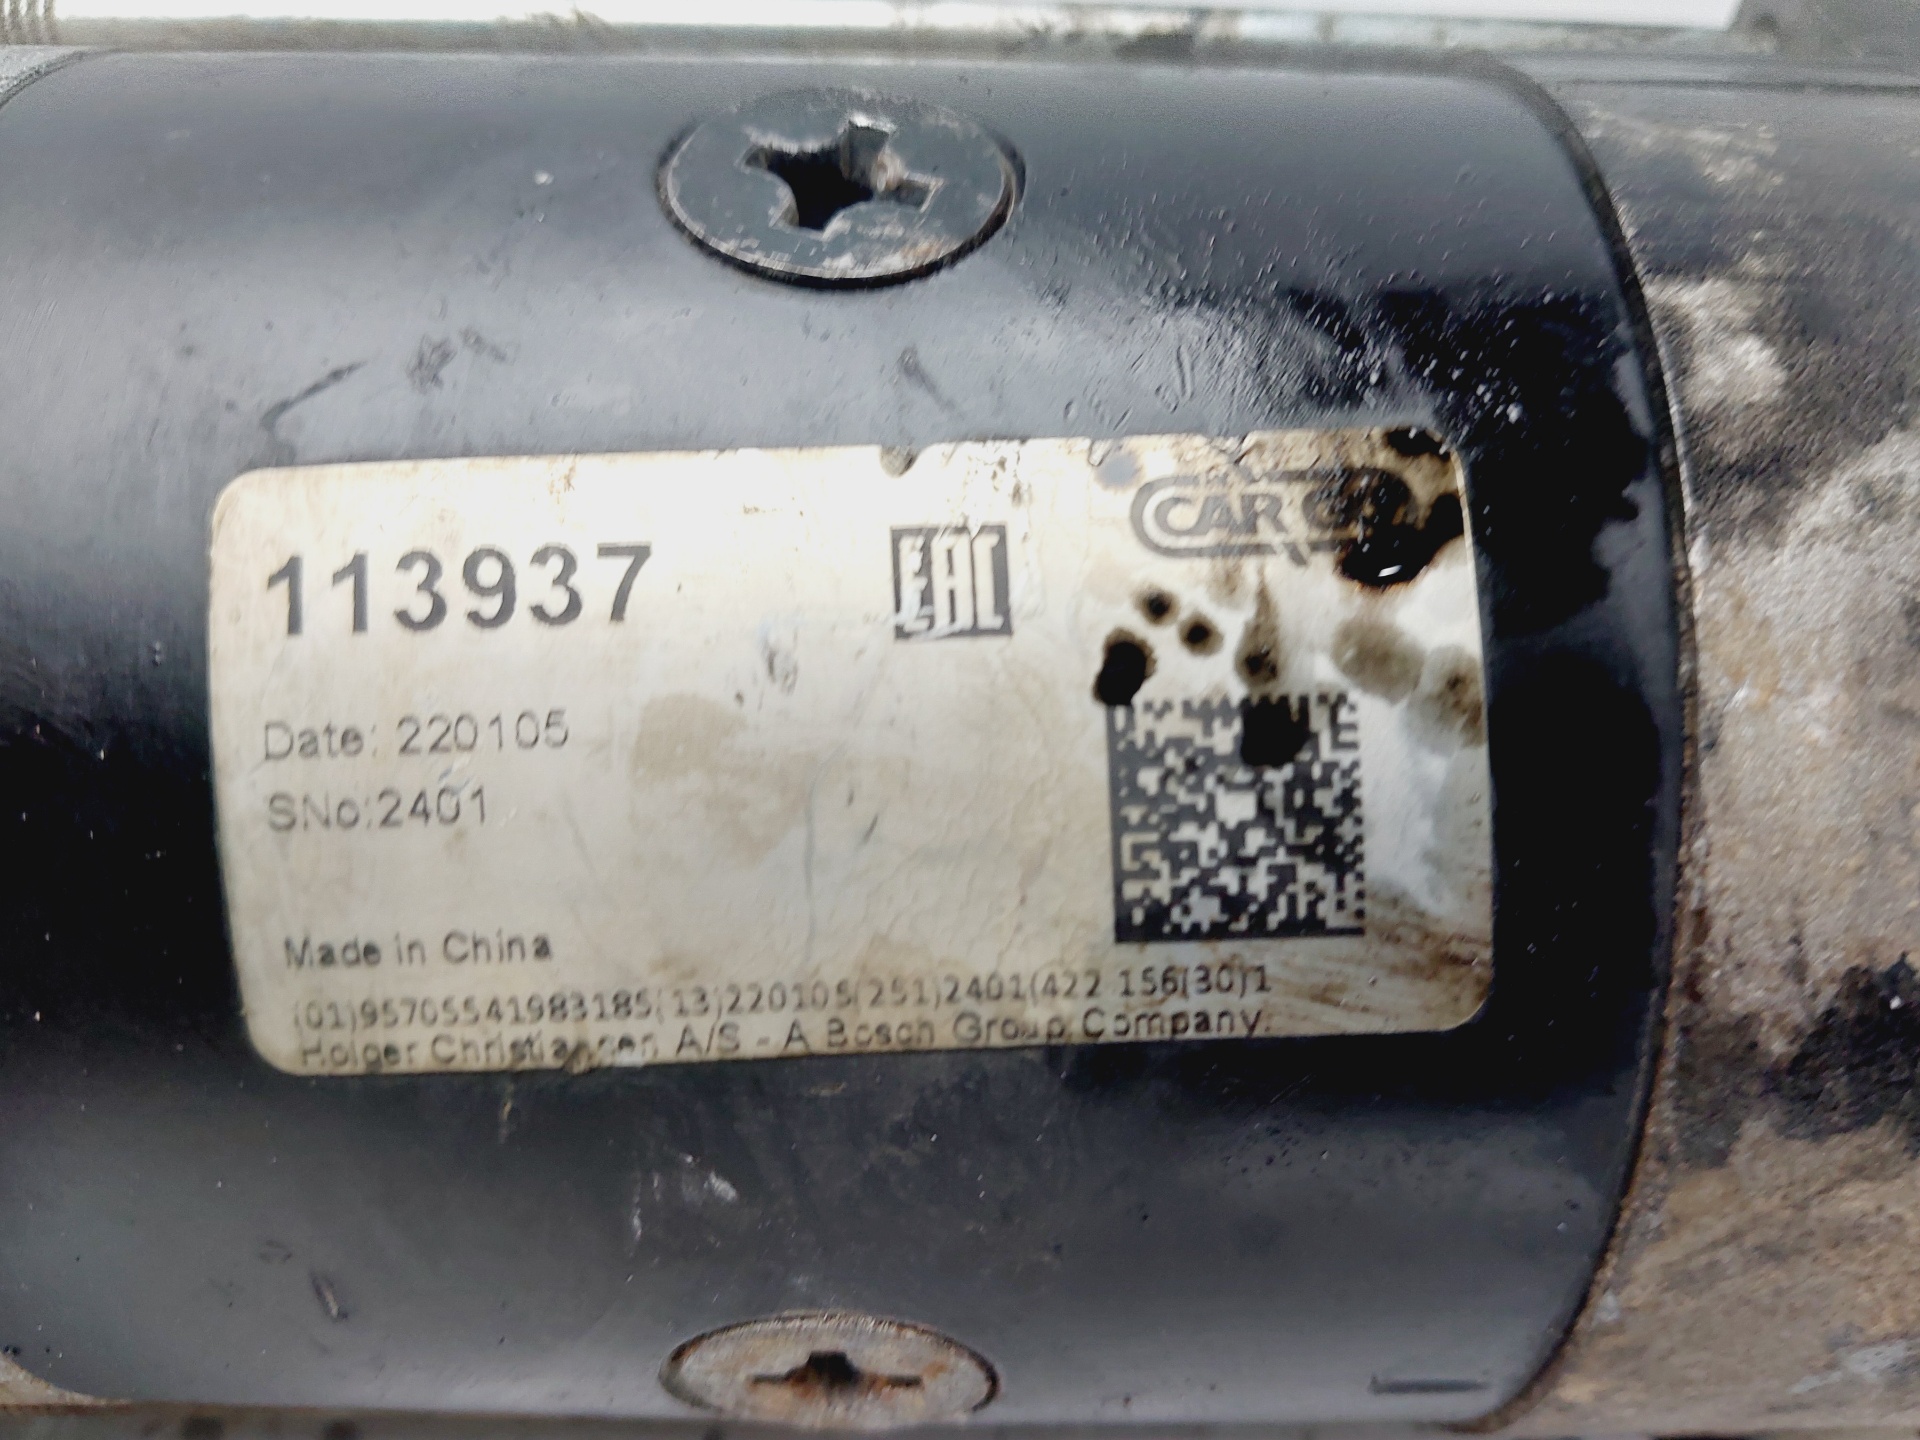 CARGO
113937
EAC
Date: 220105
SNo:2401
Made in China
(01)95705541983185(13)220105(251)2401(422 156(30)1
Holger Christiansen A/S - A Bosch Group Company.